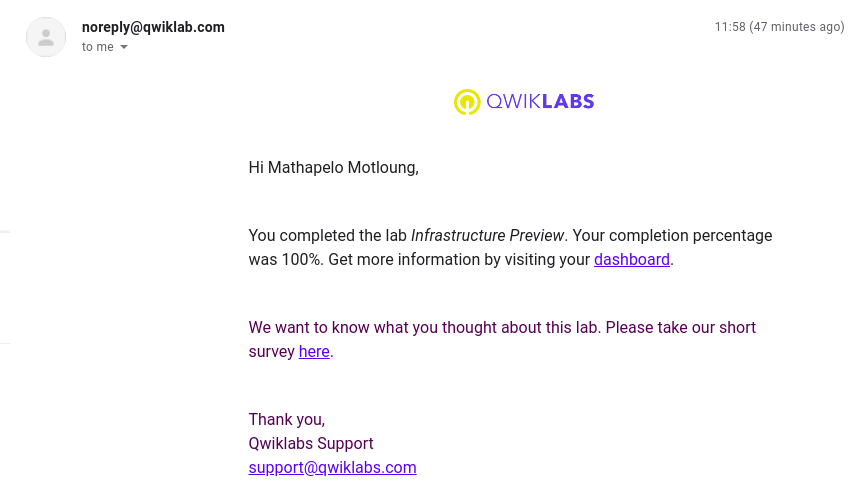 noreply@qwiklab.com
11:58 (47 minutes ago)
to me
QWIKLABS
Hi Mathapelo Motloung,
You completed the lab Infrastructure Preview. Your completion percentage
was 100%. Get more information by visiting your dashboard.
We want to know what you thought about this lab. Please take our short
survey here.
Thank you,
Qwiklabs Support
support@qwiklabs.com